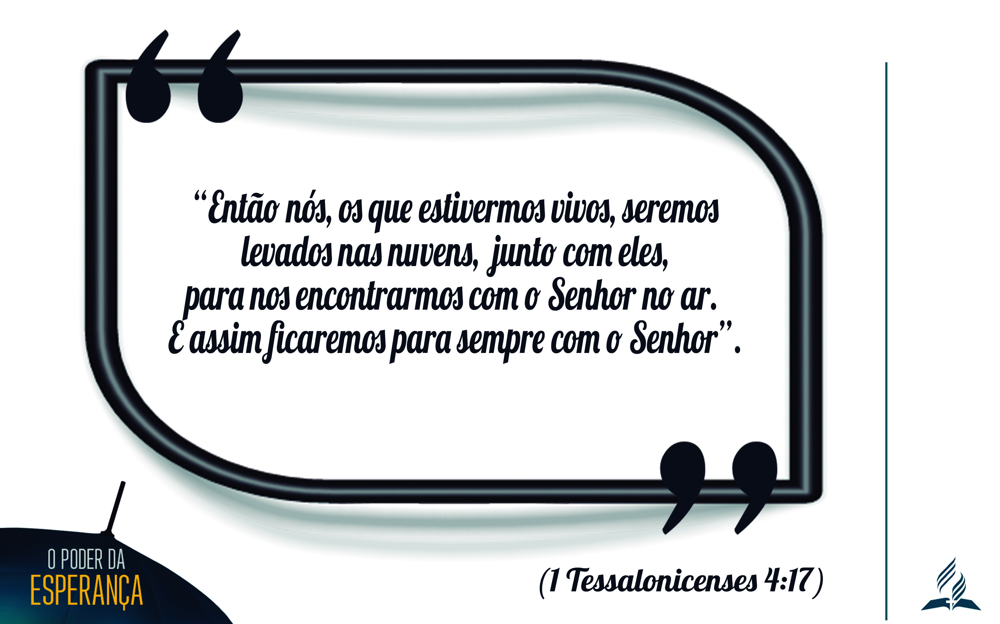 “Então nós, os que estivermos vivos, seremos
levados nas nuvens, junto com eles,
para nos encontrarmos com o Senhor no ar.
E assim ficaremos para sempre com o Senhor”.
(1 Tessalonicenses 4:17)
O PODER DA
ESPERANÇA